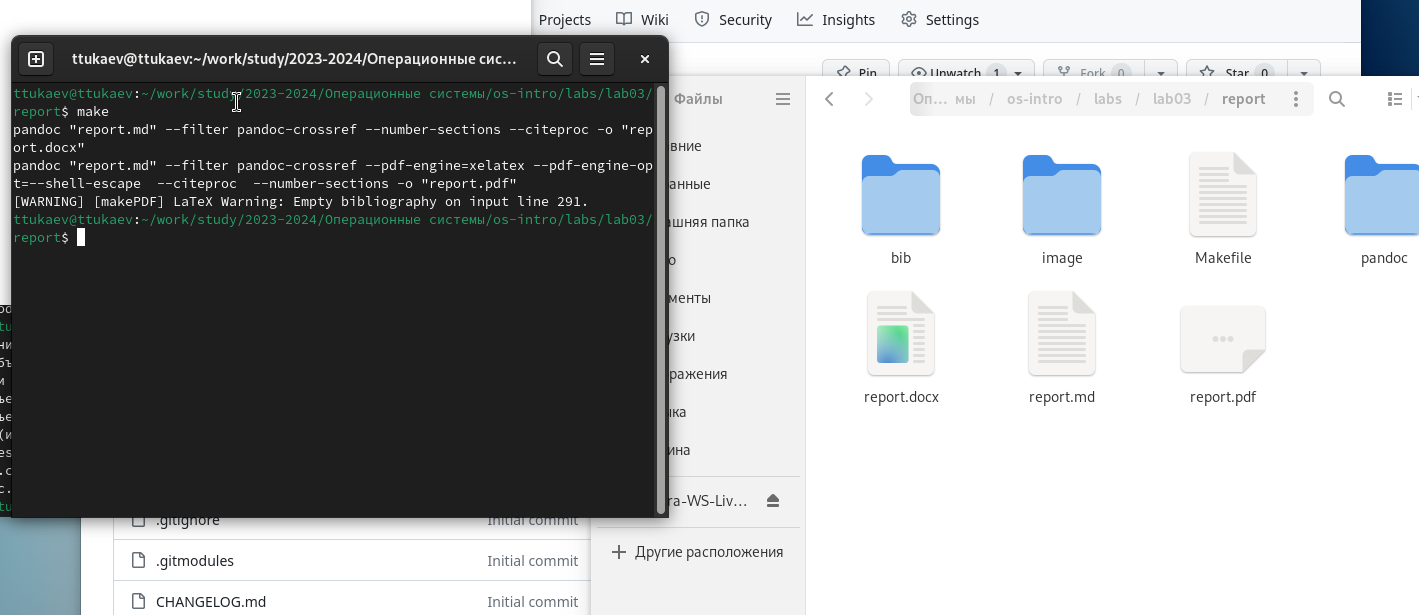 Projects Wiki Security Insights Settings
Pin Unwatch 1 Fork 0 Star 0
ttukaev@ttukaev:~/work/study/2023-2024/Операционные сис...
ttukaev@ttukaev:~/work/study/2023-2024/Операционные системы/os-intro/labs/lab03/
report$ make
pandoc "report.md" --filter pandoc-crossref --number-sections --citeproc -o "rep
ort.docx"
pandoc "report.md" --filter pandoc-crossref --pdf-engine=xelatex --pdf-engine-op
t=--shell-escape  --citeproc  --number-sections -o "report.pdf"
[WARNING] [makePDF] LaTeX Warning: Empty bibliography on input line 291.
ttukaev@ttukaev:~/work/study/2023-2024/Операционные системы/os-intro/labs/lab03/
report$
Файлы
Оп... мы / os-intro / labs / lab03 / report
вние
анные
ашняя папка
о
менты
узки
ражения
ка
ина
ra-WS-Liv...
Другие расположения
bib
image
Makefile
pandoc
report.docx
report.md
report.pdf
.gitignore Initial commit
.gitmodules Initial commit
CHANGELOG.md Initial commit